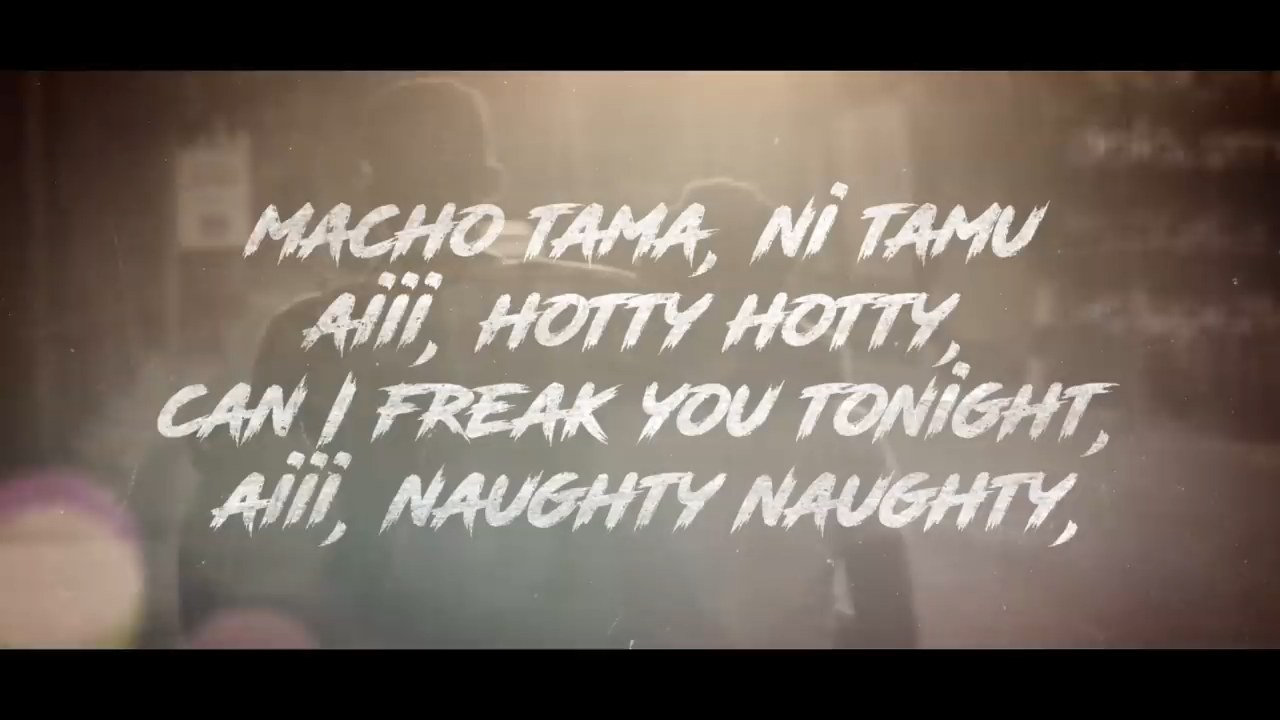 MACHO TAMA, Ni TAMU
Aiii, HOTTY HOTTY,
CAN I FREAK YOU TONiGHT,
Aiii, NAUGHTY NAUGHTY,